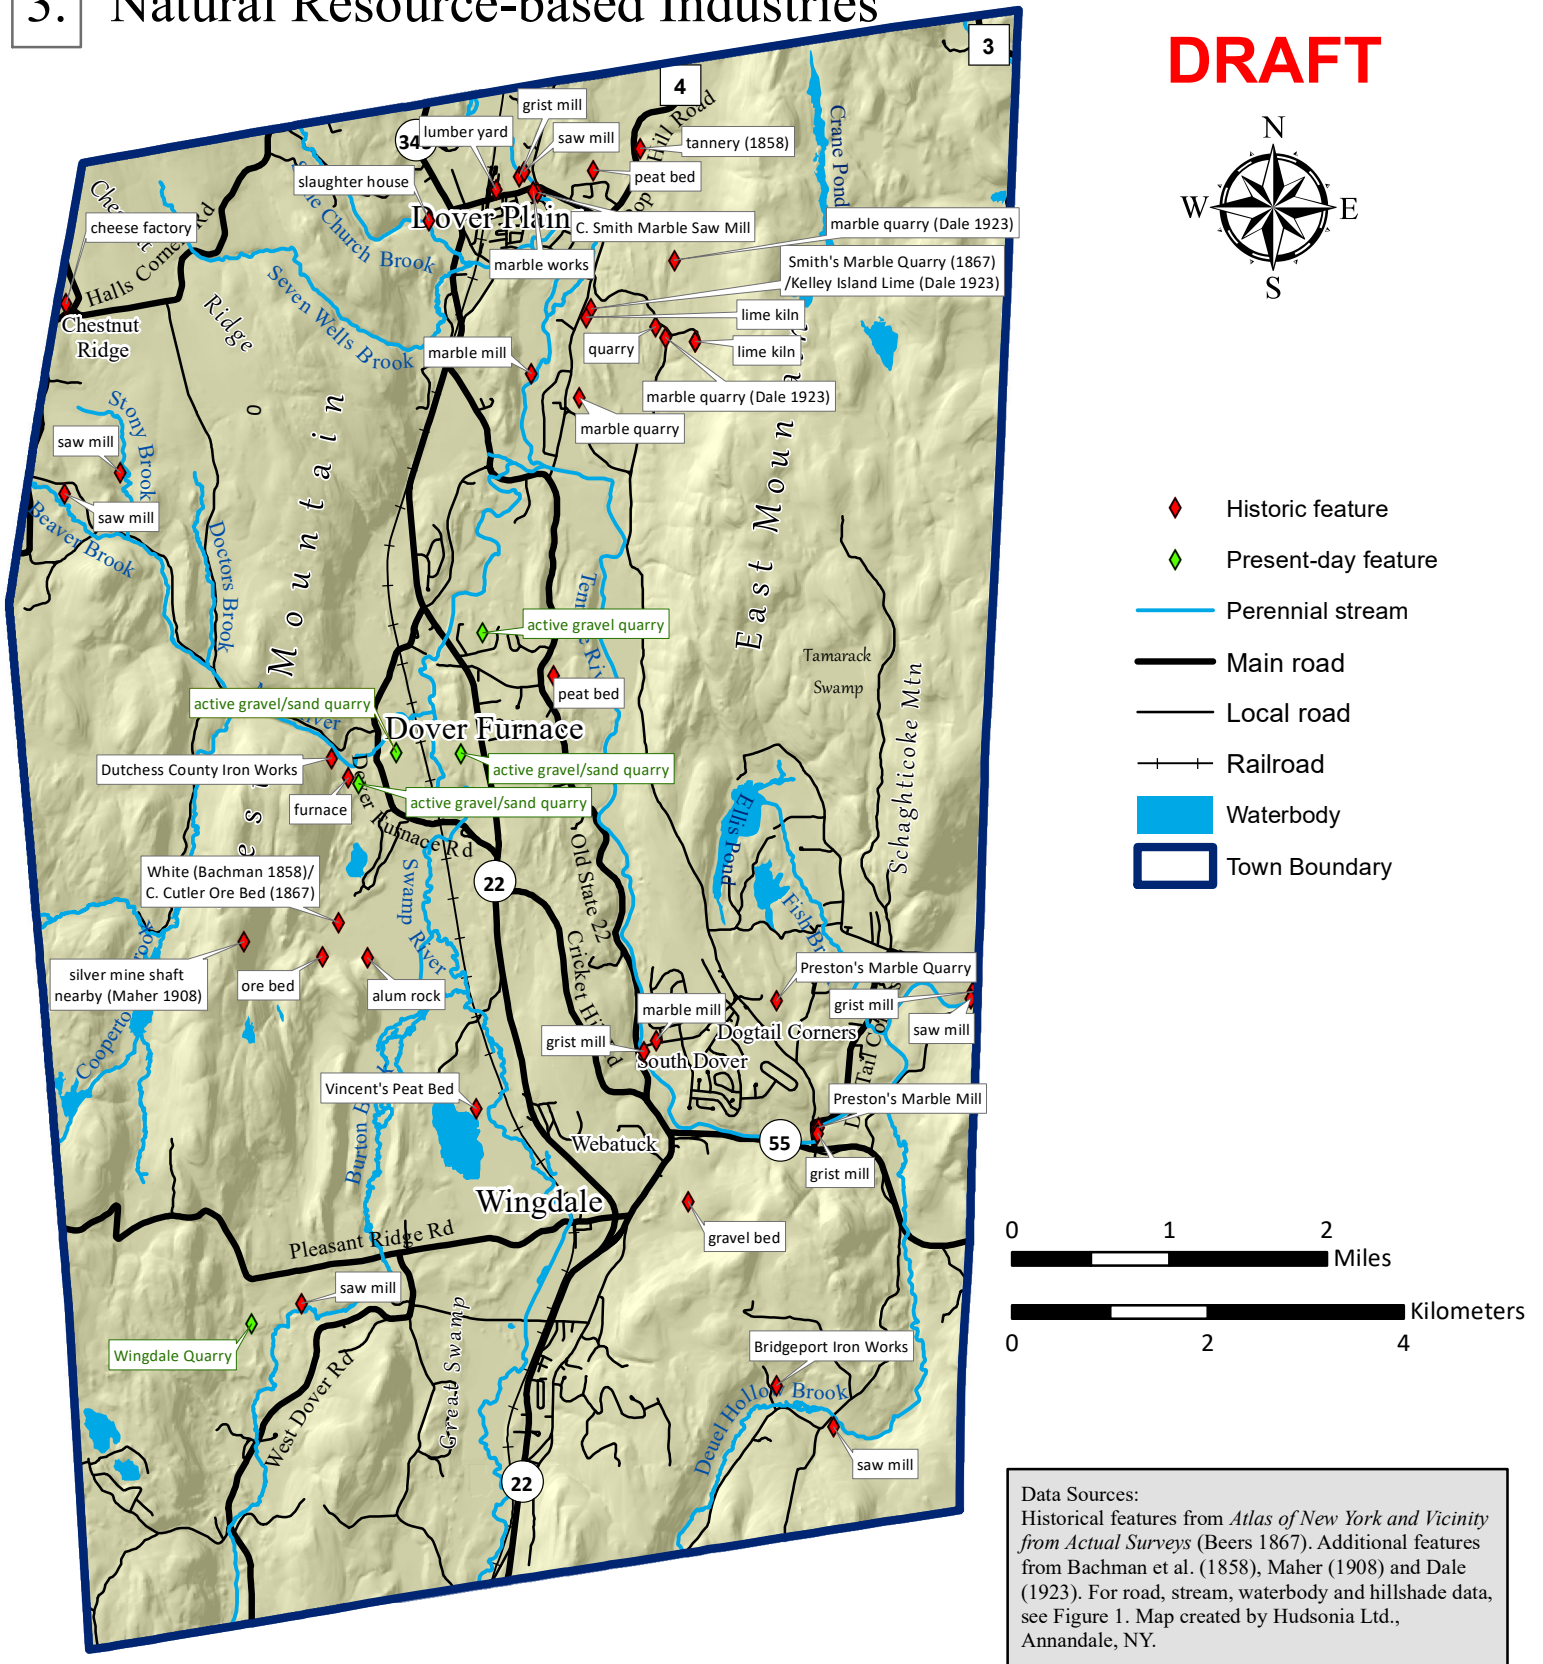 3. Natural Resource-based Industries
DRAFT
3
4
N
W
E
S
grist mill
lumber yard
saw mill
Hill Road
tannery (1858)
Crane Pond
slaughter house
peat bed
Dover Plain
cheese factory
C. Smith Marble Saw Mill
marble quarry (Dale 1923)
Halls Corner Rd
Church Brook
marble works
Smith's Marble Quarry (1867)
/Kelley Island Lime (Dale 1923)
Seven Wells Brook
Ridge
lime kiln
Chestnut
Ridge
quarry
lime kiln
marble mill
marble quarry (Dale 1923)
marble quarry
Stony Brook
saw mill
saw mill
Beaver Brook
Doctors Brook
Mountain
East Moun
Historic feature
Present-day feature
Perennial stream
Main road
Local road
Railroad
Waterbody
Town Boundary
active gravel quarry
Tamarack
Swamp
Schaghticoke Mtn
peat bed
active gravel/sand quarry
Dover Furnace
Dutchess County Iron Works
active gravel/sand quarry
furnace
active gravel/sand quarry
Furnace Rd
Ellis Pond
Old State 22
White (Bachman 1858)/
C. Cutler Ore Bed (1867)
22
Swamp River
Cricket Hi
silver mine shaft
nearby (Maher 1908)
ore bed
alum rock
Preston's Marble Quarry
grist mill
saw mill
marble mill
Dogtail Corners
grist mill
South Dover
Vincent's Peat Bed
Preston's Marble Mill
Webatuck
55
grist mill
Wingdale
gravel bed
Pleasant Ridge Rd
0 1 2
Miles
Kilometers
0 2 4
saw mill
Wingdale Quarry
Great Swamp
West Dover Rd
Bridgeport Iron Works
Deuel Hollow Brook
saw mill
22
Data Sources:
Historical features from Atlas of New York and Vicinity
from Actual Surveys (Beers 1867). Additional features
from Bachman et al. (1858), Maher (1908) and Dale
(1923). For road, stream, waterbody and hillshade data,
see Figure 1. Map created by Hudsonia Ltd.,
Annandale, NY.